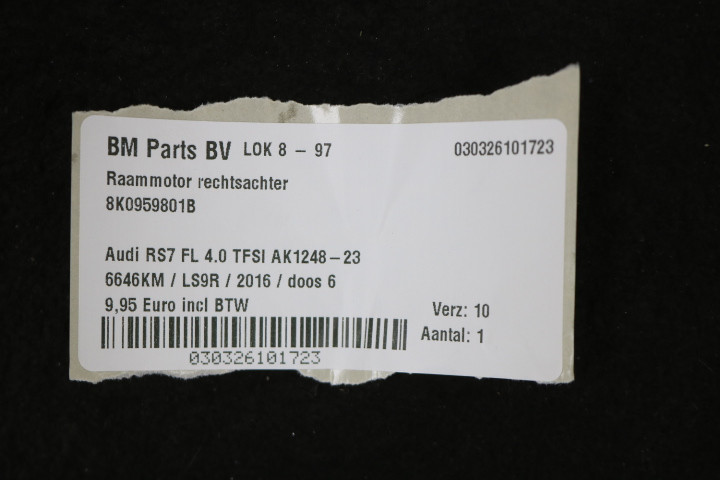 BM Parts BV LOK 8 - 97 030326101723
Raammotor rechtsachter
8K0959801B
Audi RS7 FL 4.0 TFSI AK1248-23
6646KM / LS9R / 2016 / doos 6
9,95 Euro incl BTW
Verz: 10
Aantal: 1
030326101723